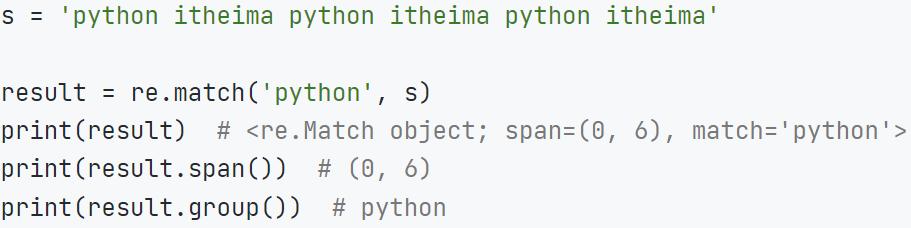 s = 'python itheima python itheima python itheima'
result = re.match('python', s)
print(result)  # <re.Match object; span=(0, 6), match='python'>
print(result.span())  # (0, 6)
print(result.group())  # python